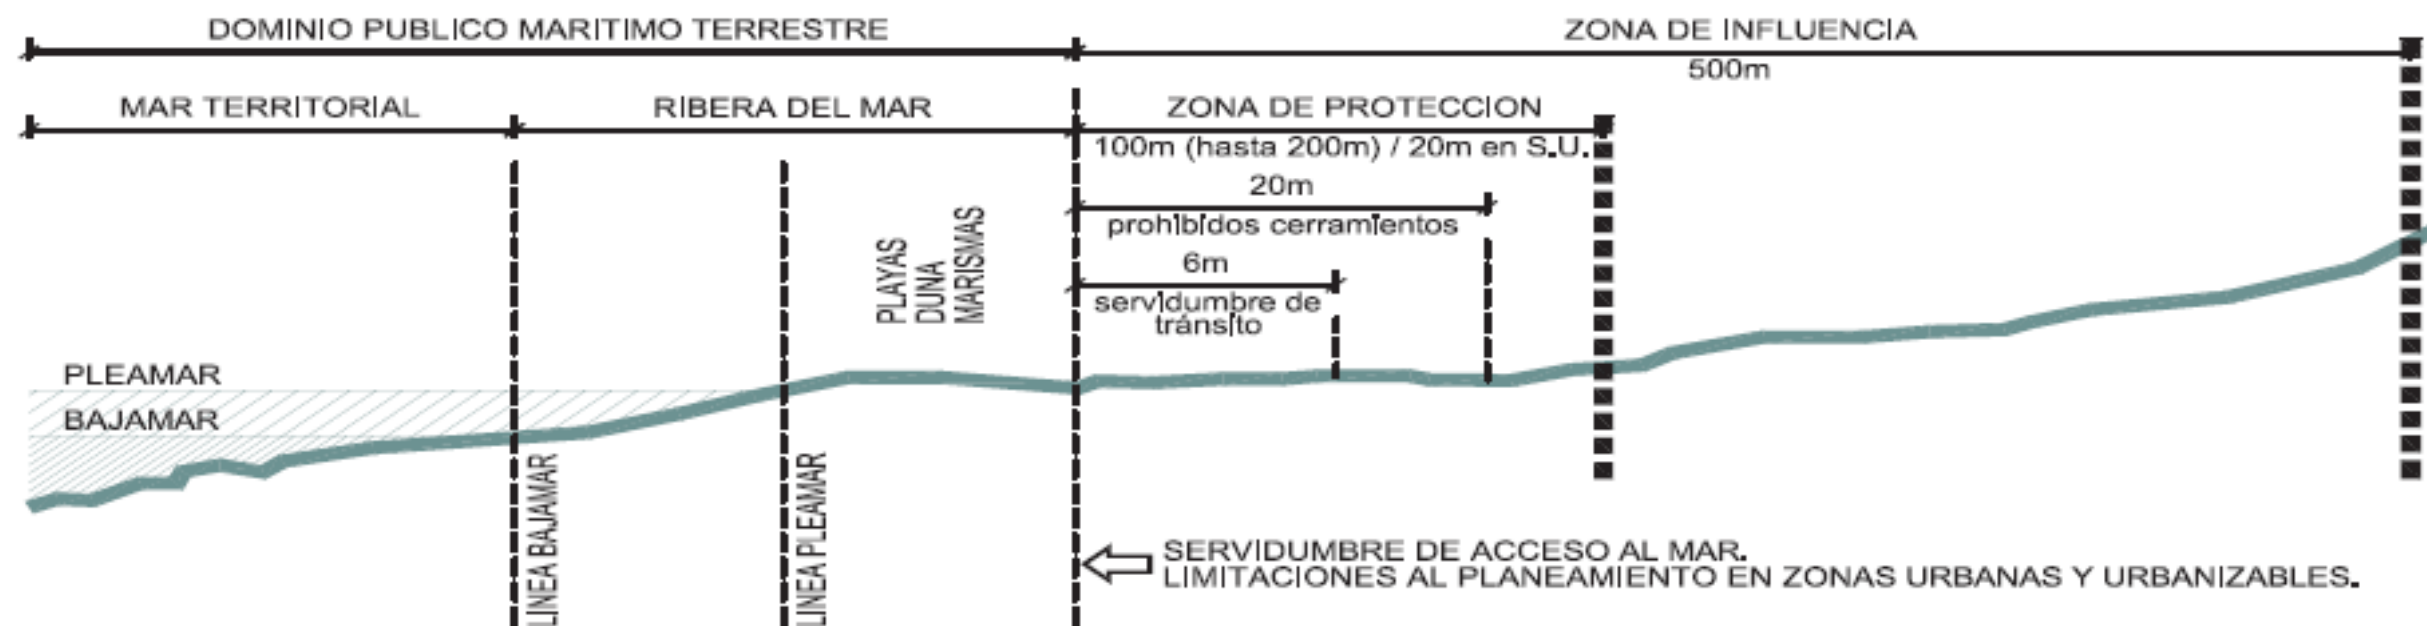 DOMINIO PUBLICO MARITIMO TERRESTRE
ZONA DE INFLUENCIA
500m
MAR TERRITORIAL
RIBERA DEL MAR
ZONA DE PROTECCION
100m (hasta 200m) / 20m en S.U.
20m
prohibidos cerramientos
6m
servidumbre de
tránsito
PLAYAS
DUNA
MARISMAS
PLEAMAR
BAJAMAR
LINEA BAJAMAR
LINEA PLEAMAR
SERVIDUMBRE DE ACCESO AL MAR.
LIMITACIONES AL PLANEAMIENTO EN ZONAS URBANAS Y URBANIZABLES.